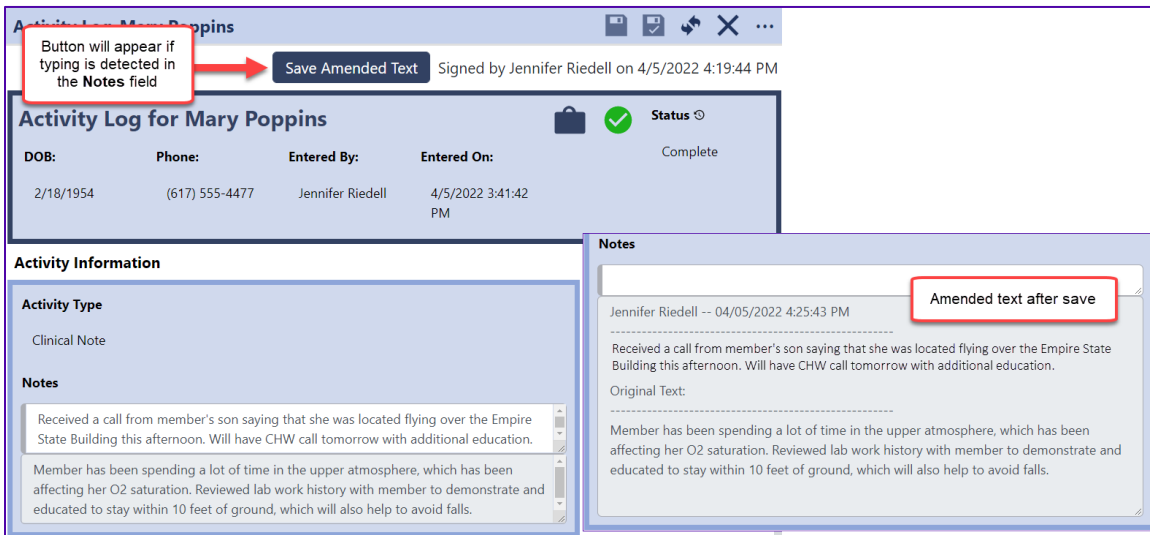 Activity Log Mary Poppins
Button will appear if
typing is detected in
the Notes field
Save Amended Text Signed by Jennifer Riedell on 4/5/2022 4:19:44 PM
Activity Log for Mary Poppins
Status
Complete
DOB: Phone: Entered By: Entered On:
2/18/1954 (617) 555-4477 Jennifer Riedell 4/5/2022 3:41:42
PM
Activity Information
Activity Type
Clinical Note
Notes
Received a call from member's son saying that she was located flying over the Empire
State Building this afternoon. Will have CHW call tomorrow with additional education.
Member has been spending a lot of time in the upper atmosphere, which has been
affecting her O2 saturation. Reviewed lab work history with member to demonstrate and
educated to stay within 10 feet of ground, which will also help to avoid falls.
Notes
Amended text after save
Jennifer Riedell -- 04/05/2022 4:25:43 PM
------------------------------------------------------
Received a call from member's son saying that she was located flying over the Empire State
Building this afternoon. Will have CHW call tomorrow with additional education.
Original Text:
------------------------------------------------------
Member has been spending a lot of time in the upper atmosphere, which has been
affecting her O2 saturation. Reviewed lab work history with member to demonstrate and
educated to stay within 10 feet of ground, which will also help to avoid falls.